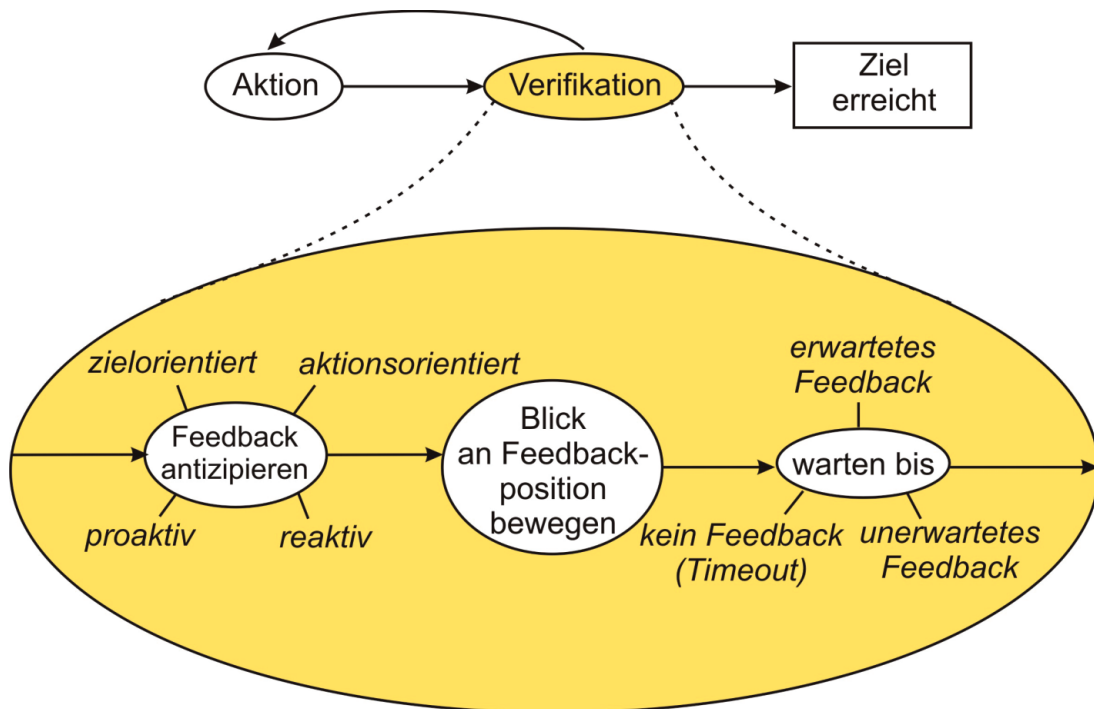 Aktion
Verifikation
Ziel
erreicht
zielorientiert
aktionsorientiert
Feedback
antizipieren
proaktiv
reaktiv
Blick
an Feedback-
position
bewegen
erwartetes
Feedback
warten bis
kein Feedback
(Timeout)
unerwartetes
Feedback